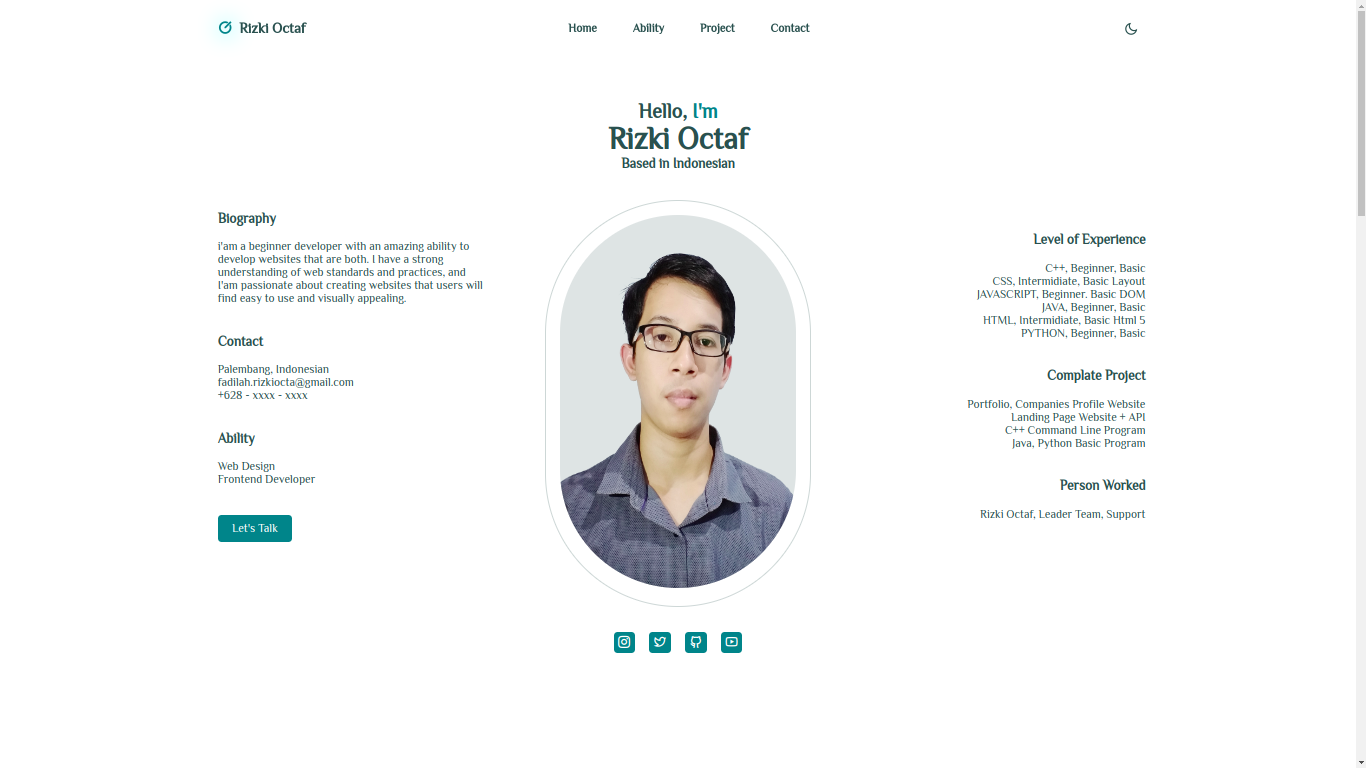 Rizki Octaf
Home
Ability
Project
Contact
Hello, I'm
Rizki Octaf
Based in Indonesian
Biography
i'am a beginner developer with an amazing ability to
develop websites that are both. I have a strong
understanding of web standards and practices, and
I'am passionate about creating websites that users will
find easy to use and visually appealing.
Contact
Palembang, Indonesian
fadilah.rizkiocta@gmail.com
+628 - xxxx - xxxx
Ability
Web Design
Frontend Developer
Let's Talk
Level of Experience
C++, Beginner, Basic
CSS, Intermidiate, Basic Layout
JAVASCRIPT, Beginner. Basic DOM
JAVA, Beginner, Basic
HTML, Intermidiate, Basic Html 5
PYTHON, Beginner, Basic
Complate Project
Portfolio, Companies Profile Website
Landing Page Website + API
C++ Command Line Program
Java, Python Basic Program
Person Worked
Rizki Octaf, Leader Team, Support